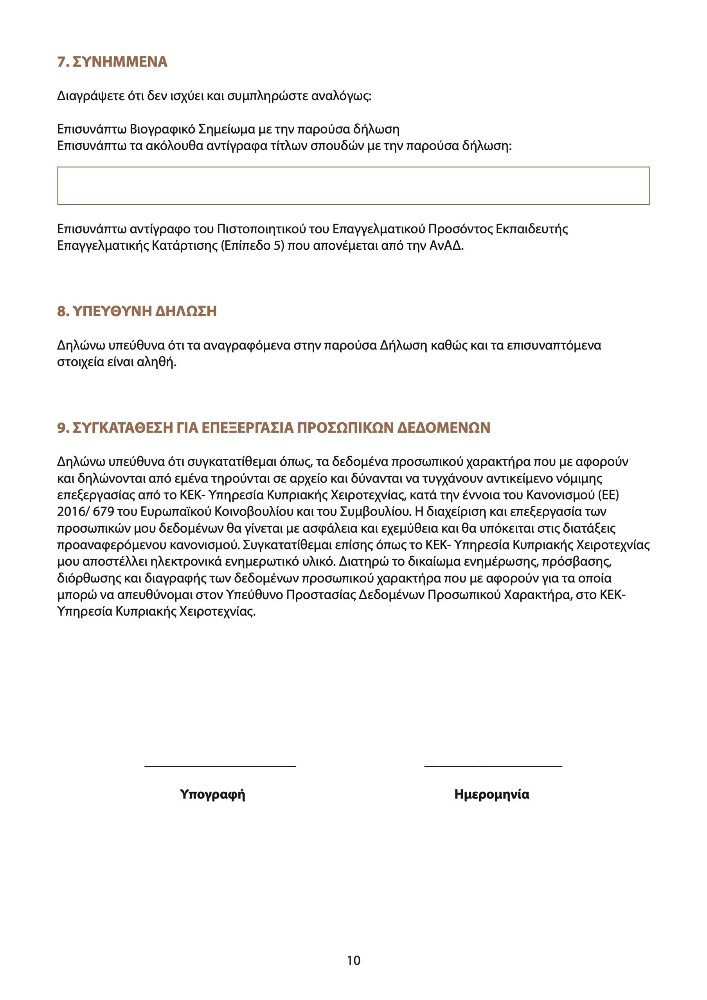 7. ΣΥΝΗΜΜΕΝΑ
Διαγράψετε ότι δεν ισχύει και συμπληρώστε αναλόγως:
Επισυνάπτω Βιογραφικό Σημείωμα με την παρούσα δήλωση
Επισυνάπτω τα ακόλουθα αντίγραφα τίτλων σπουδών με την παρούσα δήλωση:
Επισυνάπτω αντίγραφο του Πιστοποιητικού του Επαγγελματικού Προσόντος Εκπαιδευτής
Επαγγελματικής Κατάρτισης (Επίπεδο 5) που απονέμεται από την ΑνΑΔ.
8. ΥΠΕΥΘΥΝΗ ΔΗΛΩΣΗ
Δηλώνω υπεύθυνα ότι τα αναγραφόμενα στην παρούσα Δήλωση καθώς και τα επισυναπτόμενα
στοιχεία είναι αληθή.
9. ΣΥΓΚΑΤΑΘΕΣΗ ΓΙΑ ΕΠΕΞΕΡΓΑΣΙΑ ΠΡΟΣΩΠΙΚΩΝ ΔΕΔΟΜΕΝΩΝ
Δηλώνω υπεύθυνα ότι συγκατατίθεμαι όπως, τα δεδομένα προσωπικού χαρακτήρα που με αφορούν
και δηλώνονται από εμένα τηρούνται σε αρχείο και δύνανται να τυγχάνουν αντικείμενο νόμιμης
επεξεργασίας από το ΚΕΚ- Υπηρεσία Κυπριακής Χειροτεχνίας, κατά την έννοια του Κανονισμού (ΕΕ)
2016/ 679 του Ευρωπαϊκού Κοινοβουλίου και του Συμβουλίου. Η διαχείριση και επεξεργασία των
προσωπικών μου δεδομένων θα γίνεται με ασφάλεια και εχεμύθεια και θα υπόκειται στις διατάξεις
προαναφερόμενου κανονισμού. Συγκατατίθεμαι επίσης όπως το ΚΕΚ- Υπηρεσία Κυπριακής Χειροτεχνίας
μου αποστέλλει ηλεκτρονικά ενημερωτικό υλικό. Διατηρώ το δικαίωμα ενημέρωσης, πρόσβασης,
διόρθωσης και διαγραφής των δεδομένων προσωπικού χαρακτήρα που με αφορούν για τα οποία
μπορώ να απευθύνομαι στον Υπεύθυνο Προστασίας Δεδομένων Προσωπικού Χαρακτήρα, στο ΚΕΚ-
Υπηρεσία Κυπριακής Χειροτεχνίας.
Υπογραφή
Ημερομηνία
10